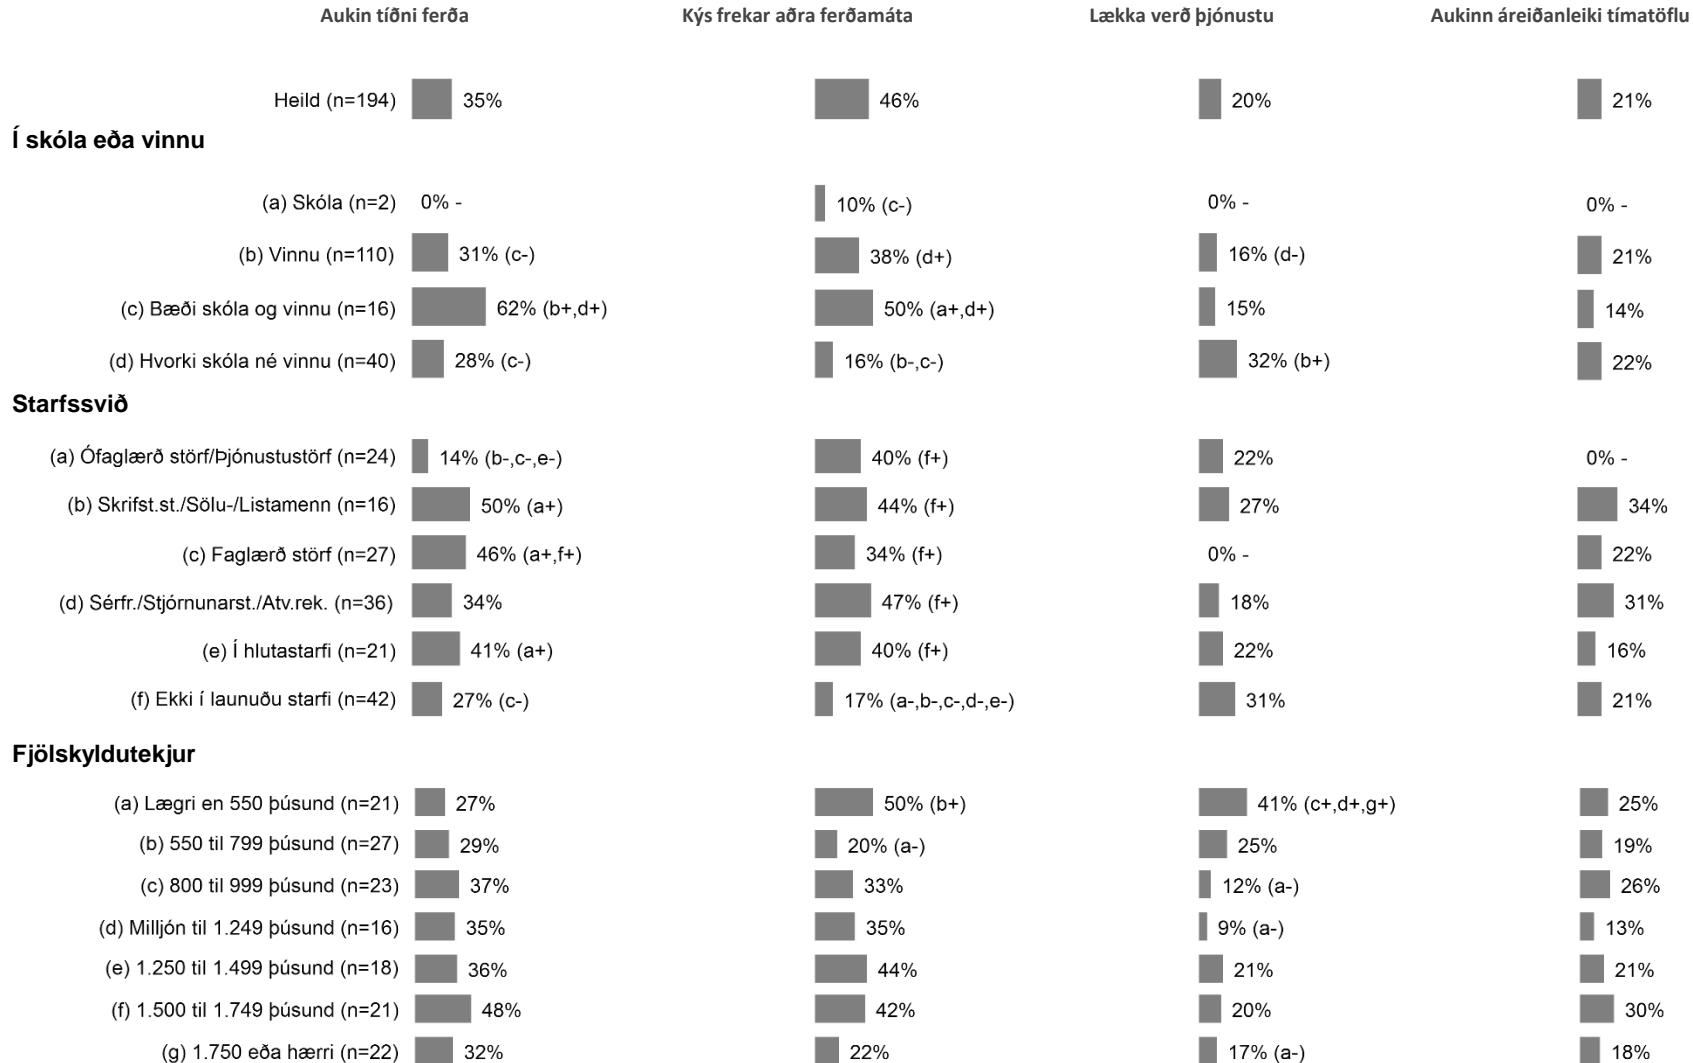 Aukin tíðni ferða Kýs frekar aðra ferðamáta Lækka verð þjónustu Aukinn áreiðanleiki tímatöflu
Heild (n=194) 35% 46% 20% 21%
Í skóla eða vinnu
(a) Skóla (n=2) 0% - 10% (c-) 0% - 0% -
(b) Vinnu (n=110) 31% (c-) 38% (d+) 16% (d-) 21%
(c) Bæði skóla og vinnu (n=16) 62% (b+,d+) 50% (a+,d+) 15% 14%
(d) Hvorki skóla né vinnu (n=40) 28% (c-) 16% (b-,c-) 32% (b+) 22%
Starfssvið
(a) Ófaglærð störf/Þjónustustörf (n=24) 14% (b-,c-,e-) 40% (f+) 22% 0% -
(b) Skrifst.st./Sölu-/Listamenn (n=16) 50% (a+) 44% (f+) 27% 34%
(c) Faglærð störf (n=27) 46% (a+,f+) 34% (f+) 0% - 22%
(d) Sérfr./Stjórnunarst./Atv.rek. (n=36) 34% 47% (f+) 18% 31%
(e) Í hlutastarfi (n=21) 41% (a+) 40% (f+) 22% 16%
(f) Ekki í launuðu starfi (n=42) 27% (c-) 17% (a-,b-,c-,d-,e-) 31% 21%
Fjölskyldutekjur
(a) Lægri en 550 þúsund (n=21) 27% 50% (b+) 41% (c+,d+,g+) 25%
(b) 550 til 799 þúsund (n=27) 29% 20% (a-) 25% 19%
(c) 800 til 999 þúsund (n=23) 37% 33% 12% (a-) 26%
(d) Milljón til 1.249 þúsund (n=16) 35% 35% 9% (a-) 13%
(e) 1.250 til 1.499 þúsund (n=18) 36% 44% 21% 21%
(f) 1.500 til 1.749 þúsund (n=21) 48% 42% 20% 30%
(g) 1.750 eða hærri (n=22) 32% 22% 17% (a-) 18%